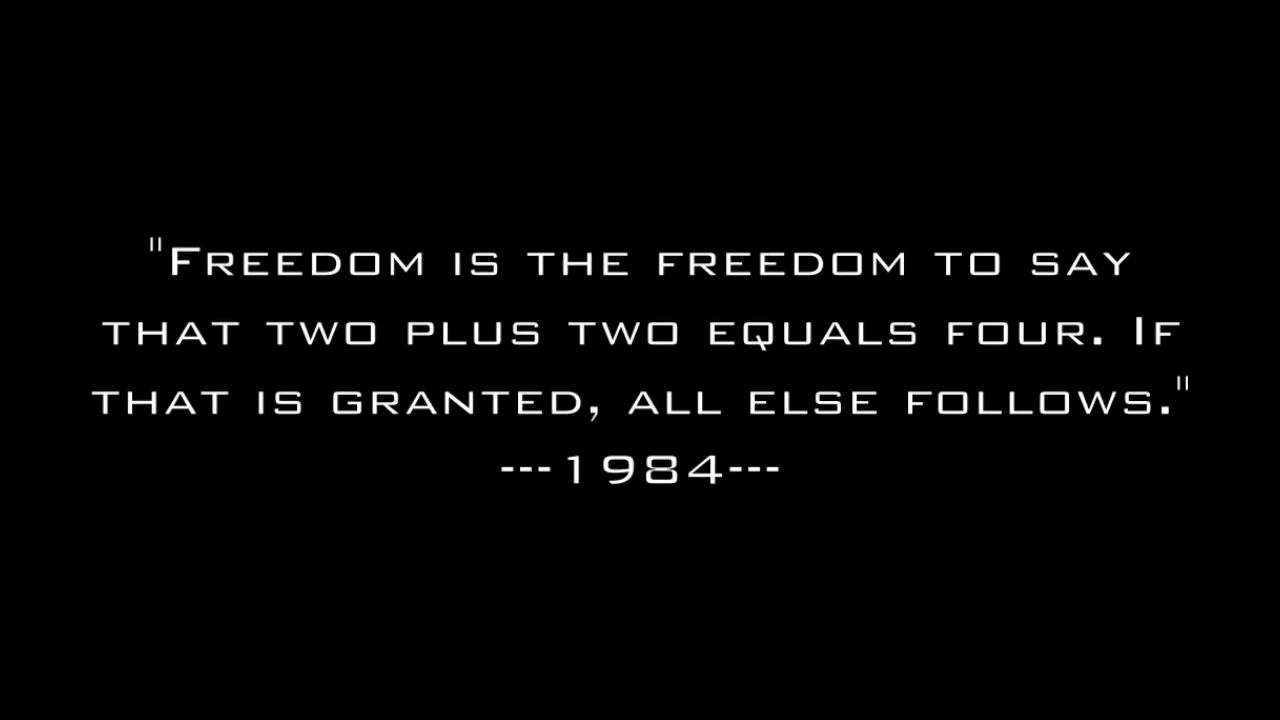 "Freedom is the freedom to say
that two plus two equals four. If
that is granted, all else follows."
---1984---